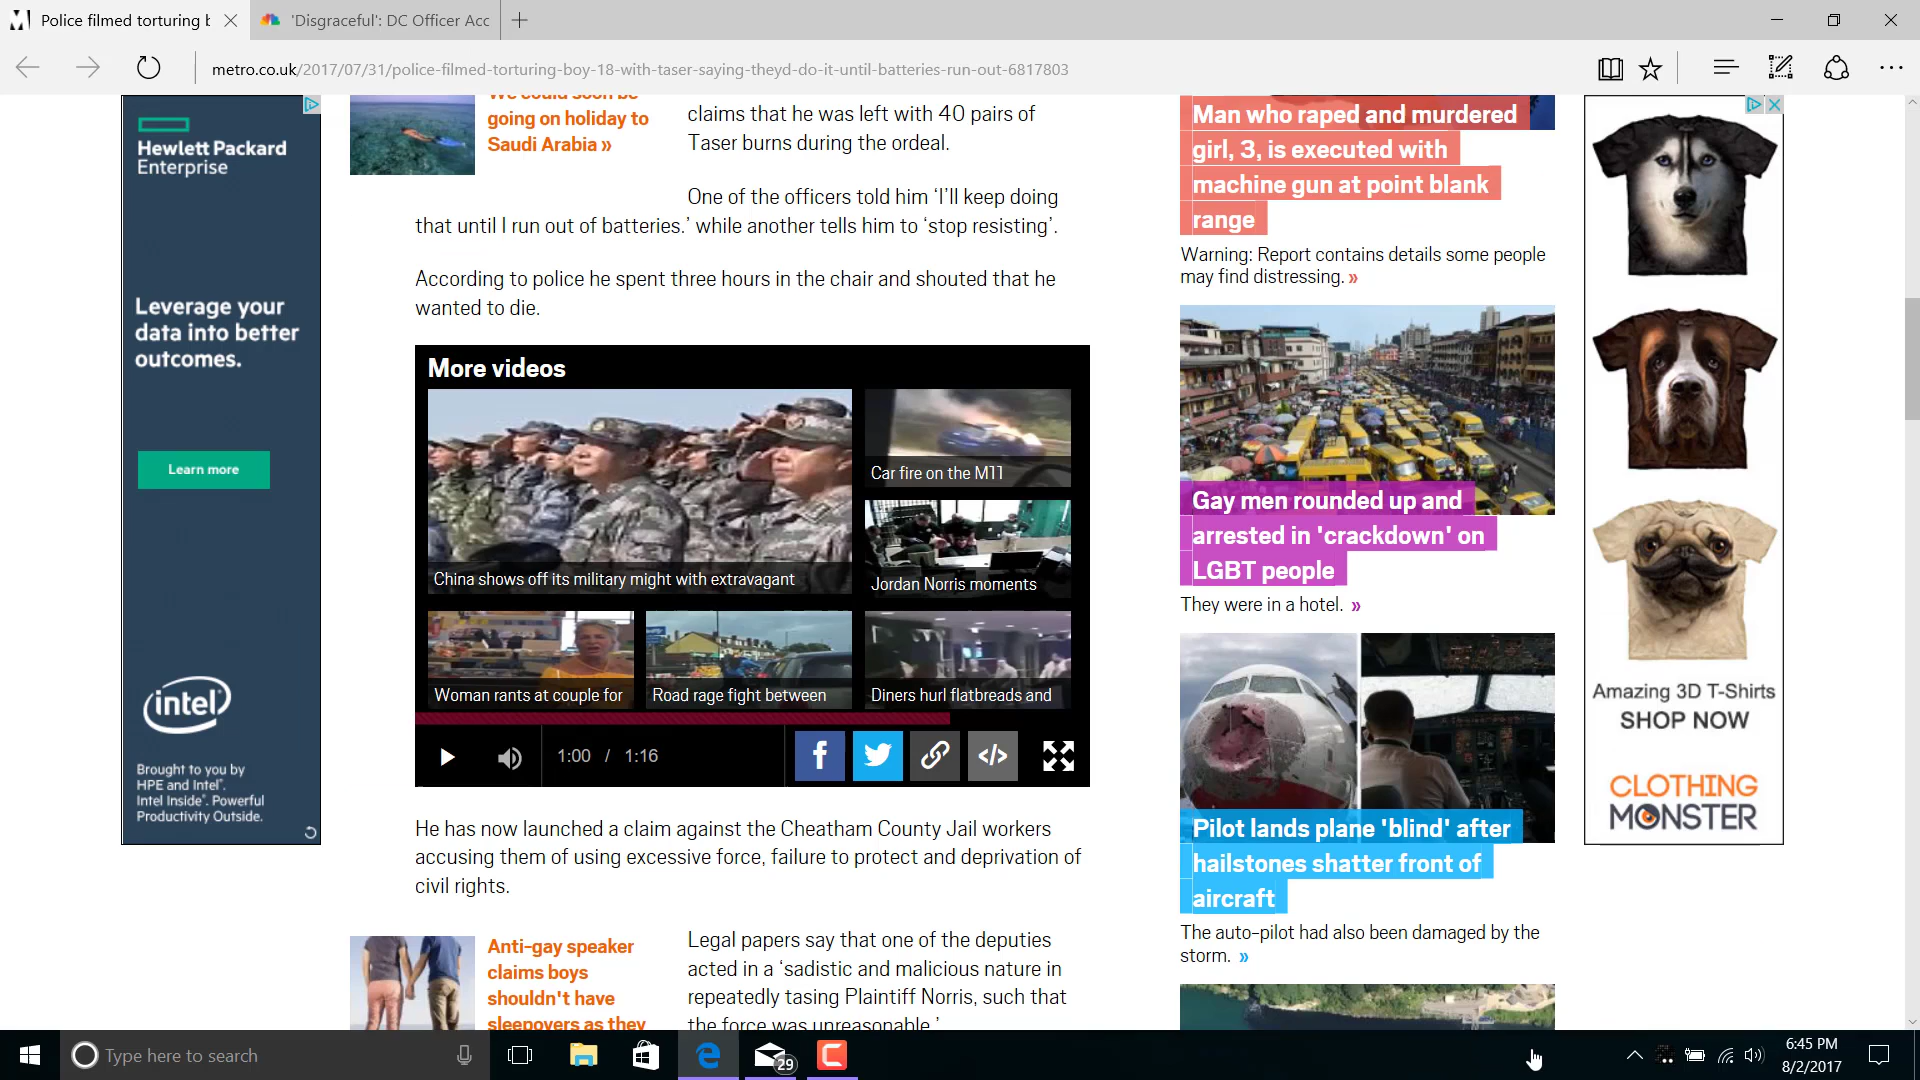 Police filmed torturing b
'Disgraceful': DC Officer Acc
metro.co.uk/2017/07/31/police-filmed-torturing-boy-18-with-taser-saying-theyd-do-it-until-batteries-run-out-6817803
Hewlett Packard
Enterprise
Leverage your
data into better
outcomes.
Learn more
intel
Brought to you by
HPE and Intel®.
Intel Inside®. Powerful
Productivity Outside.
We could soon be
going on holiday to
Saudi Arabia »
claims that he was left with 40 pairs of
Taser burns during the ordeal.
One of the officers told him ‘I’ll keep doing
that until I run out of batteries.’ while another tells him to ‘stop resisting’.
According to police he spent three hours in the chair and shouted that he
wanted to die.
More videos
China shows off its military might with extravagant
Car fire on the M11
Jordan Norris moments
Woman rants at couple for
Road rage fight between
Diners hurl flatbreads and
1:00 / 1:16
He has now launched a claim against the Cheatham County Jail workers
accusing them of using excessive force, failure to protect and deprivation of
civil rights.
Anti-gay speaker
claims boys
shouldn't have
sleepovers as they
Legal papers say that one of the deputies
acted in a ‘sadistic and malicious nature in
repeatedly tasing Plaintiff Norris, such that
the force was unreasonable.’
Man who raped and murdered
girl, 3, is executed with
machine gun at point blank
range
Warning: Report contains details some people
may find distressing. »
Gay men rounded up and
arrested in 'crackdown' on
LGBT people
They were in a hotel. »
Pilot lands plane 'blind' after
hailstones shatter front of
aircraft
The auto-pilot had also been damaged by the
storm. »
Amazing 3D T-Shirts
SHOP NOW
CLOTHING
MONSTER
Type here to search
29
6:45 PM
8/2/2017